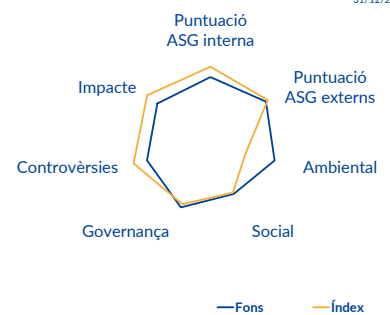 Puntuació
ASG interna
Puntuació
ASG externs
Impacte
Controvèrsies
Ambiental
Governança
Social
Fons
Índex